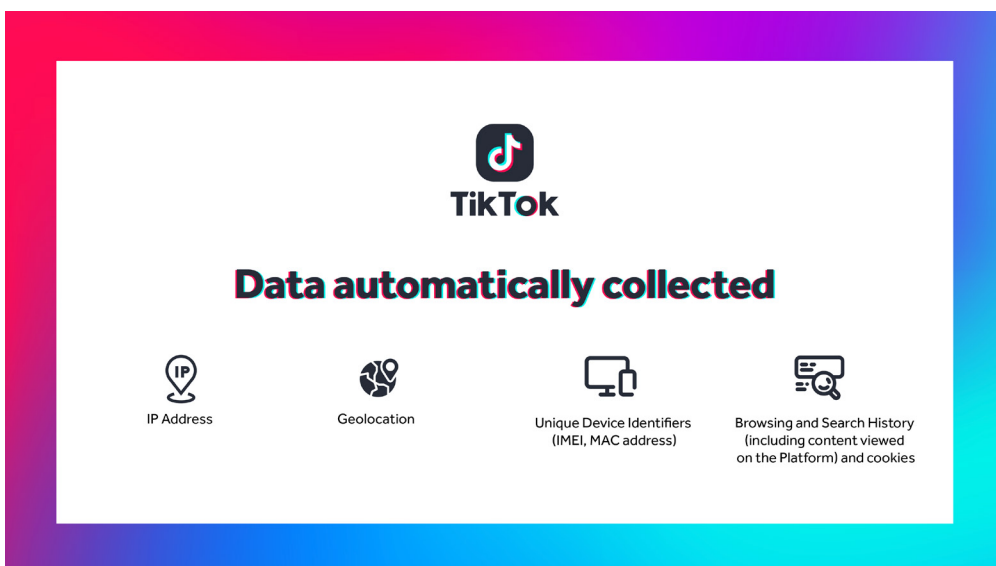 TikTok
Data automatically collected
IP
IP Address
Geolocation
Unique Device Identifiers
(IMEI, MAC address)
Browsing and Search History
(including content viewed
on the Platform) and cookies